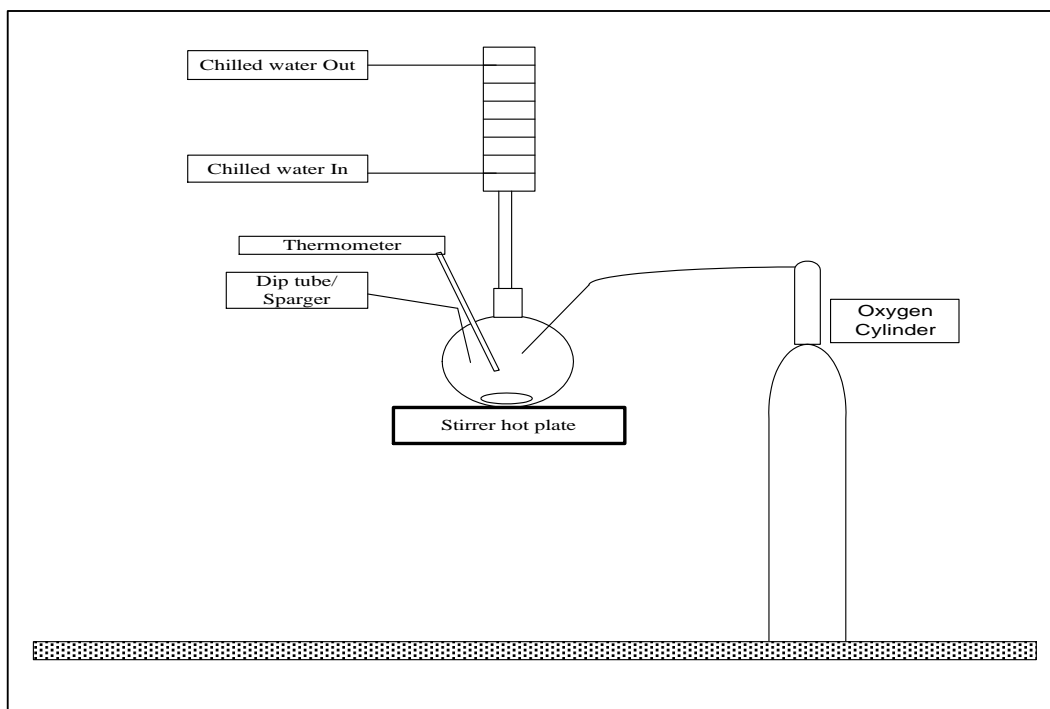 Chilled water Out
Chilled water In
Thermometer
Dip tube/
Sparger
Oxygen
Cylinder
Stirrer hot plate